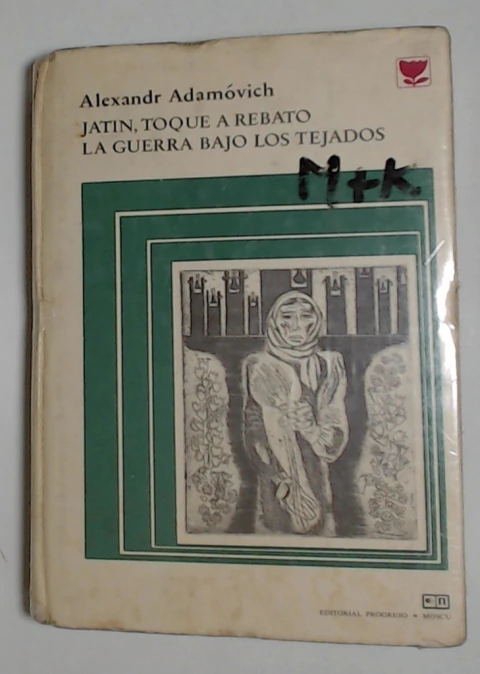 Alexandr Adamóvich
JATIN, TOQUE A REBATO
LA GUERRA BAJO LOS TEJADOS
M+K.
EDITORIAL PROGRESO • MOSCU